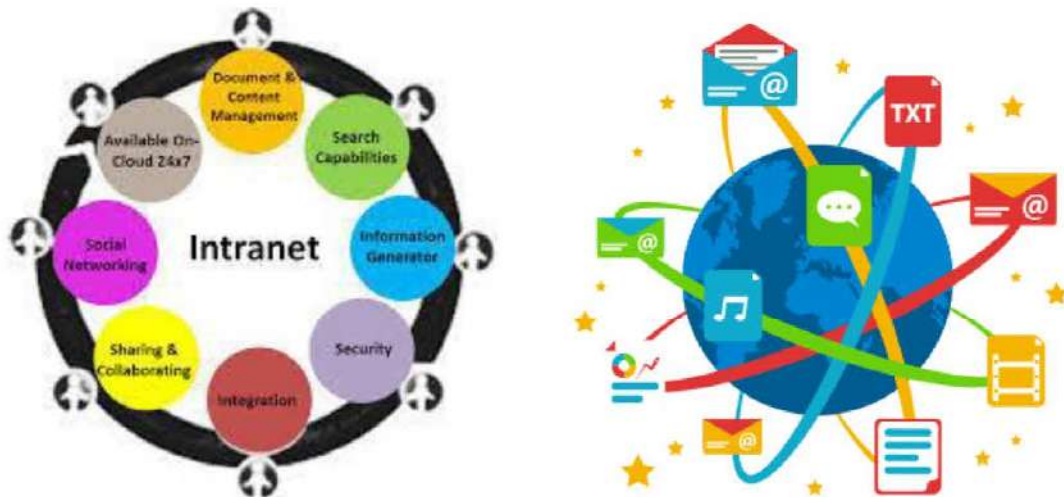 Document &
Content
Management
Search
Capabilities
Information
Generator
Security
Integration
Sharing &
Collaborating
Social
Networking
Available On-
Cloud 24x7
Intranet
@
TXT
@
@
@